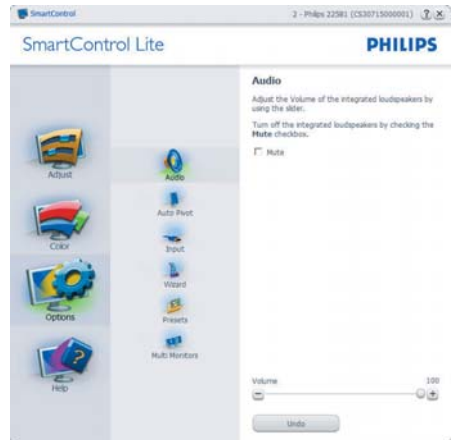 SmartControl
2 - Philips 225B1 (CS30715000001)
SmartControl Lite
PHILIPS
Adjust
Color
Options
Help
Audio
Auto Pivot
Input
Wizard
Presets
Multi Monitors
Audio
Adjust the Volume of the integrated loudspeakers by
using the slider.
Turn off the integrated loudspeakers by checking the
Mute checkbox.
Mute
Volume
100
Undo